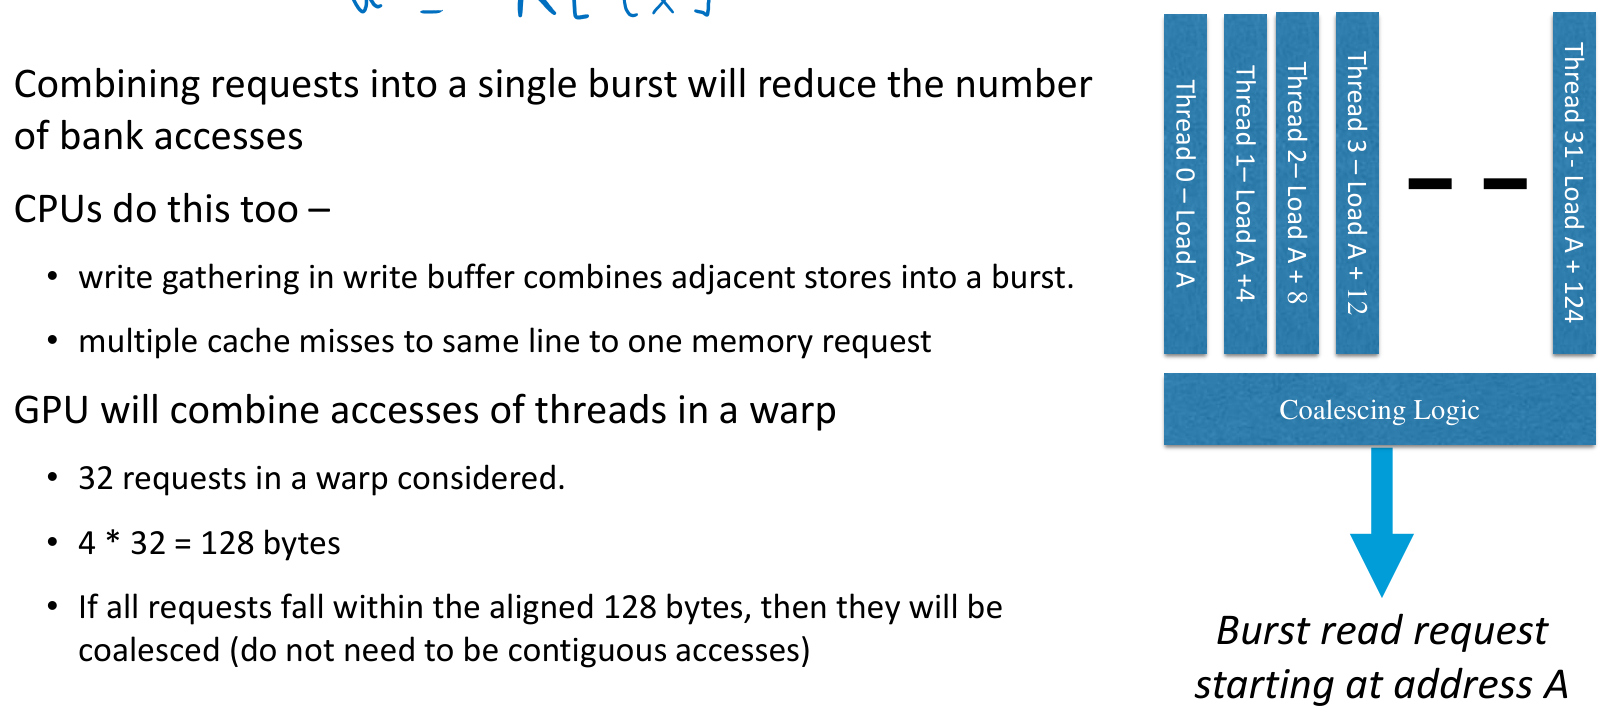 Combining requests into a single burst will reduce the number
of bank accesses
CPUs do this too –
• write gathering in write buffer combines adjacent stores into a burst.
• multiple cache misses to same line to one memory request
GPU will combine accesses of threads in a warp
• 32 requests in a warp considered.
• 4 * 32 = 128 bytes
• If all requests fall within the aligned 128 bytes, then they will be
coalesced (do not need to be contiguous accesses)
Thread 0 – Load A
Thread 1– Load A +4
Thread 2– Load A + 8
Thread 3 – Load A + 12
Thread 31- Load A + 124
Coalescing Logic
Burst read request
starting at address A